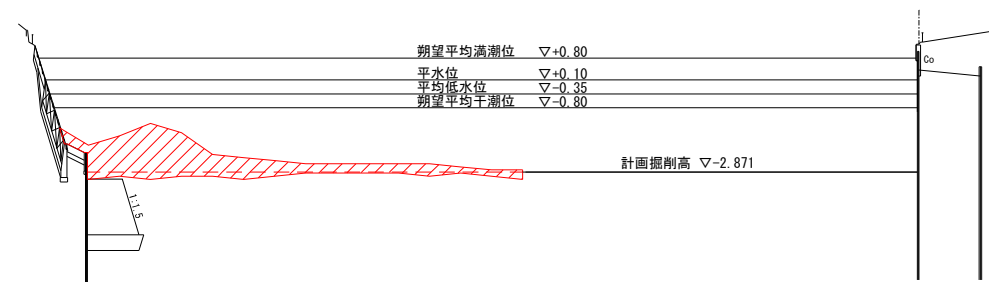 朔望平均満潮位 ▽+0.80
Co
平水位 ▽+0.10
平均低水位 ▽-0.35
朔望平均干潮位 ▽-0.80
計画掘削高 ▽-2.871
1:1.5